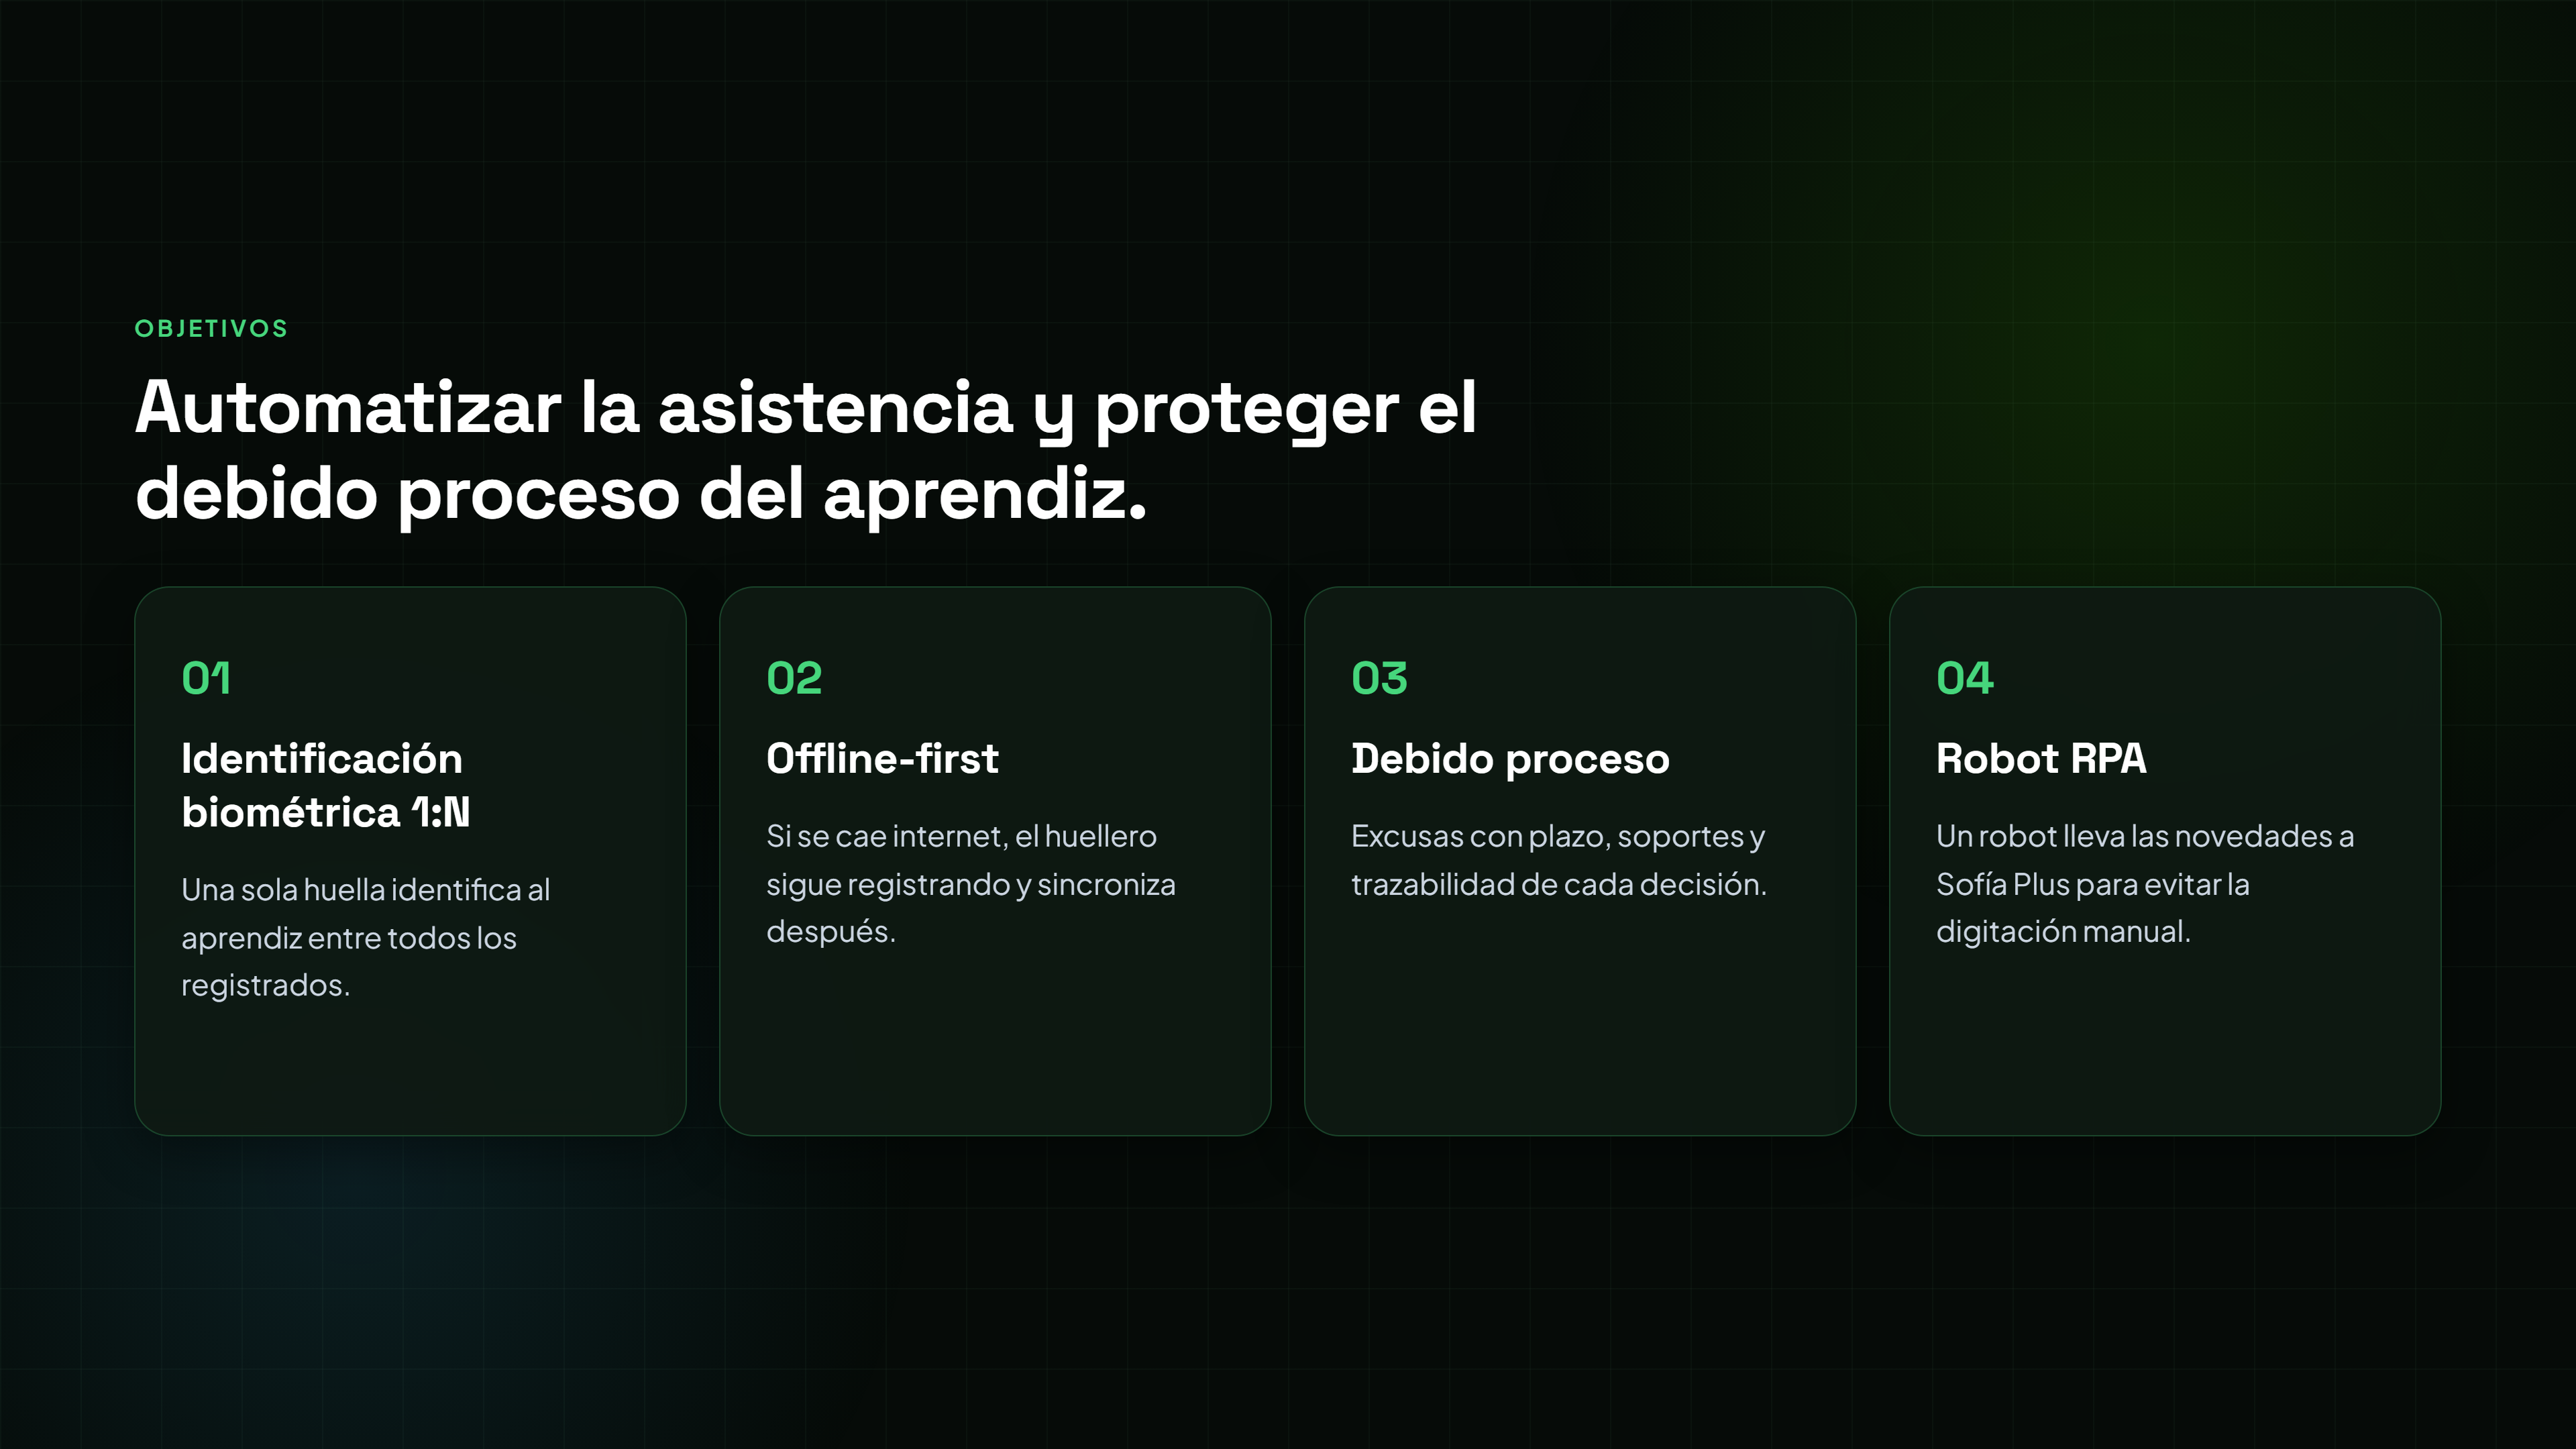 OBJETIVOS
Automatizar la asistencia y proteger el
debido proceso del aprendiz.
01
Identificación
biométrica 1:N
Una sola huella identifica al
aprendiz entre todos los
registrados.
02
Offline-first
Si se cae internet, el huellero
sigue registrando y sincroniza
después.
03
Debido proceso
Excusas con plazo, soportes y
trazabilidad de cada decisión.
04
Robot RPA
Un robot lleva las novedades a
Sofía Plus para evitar la
digitación manual.